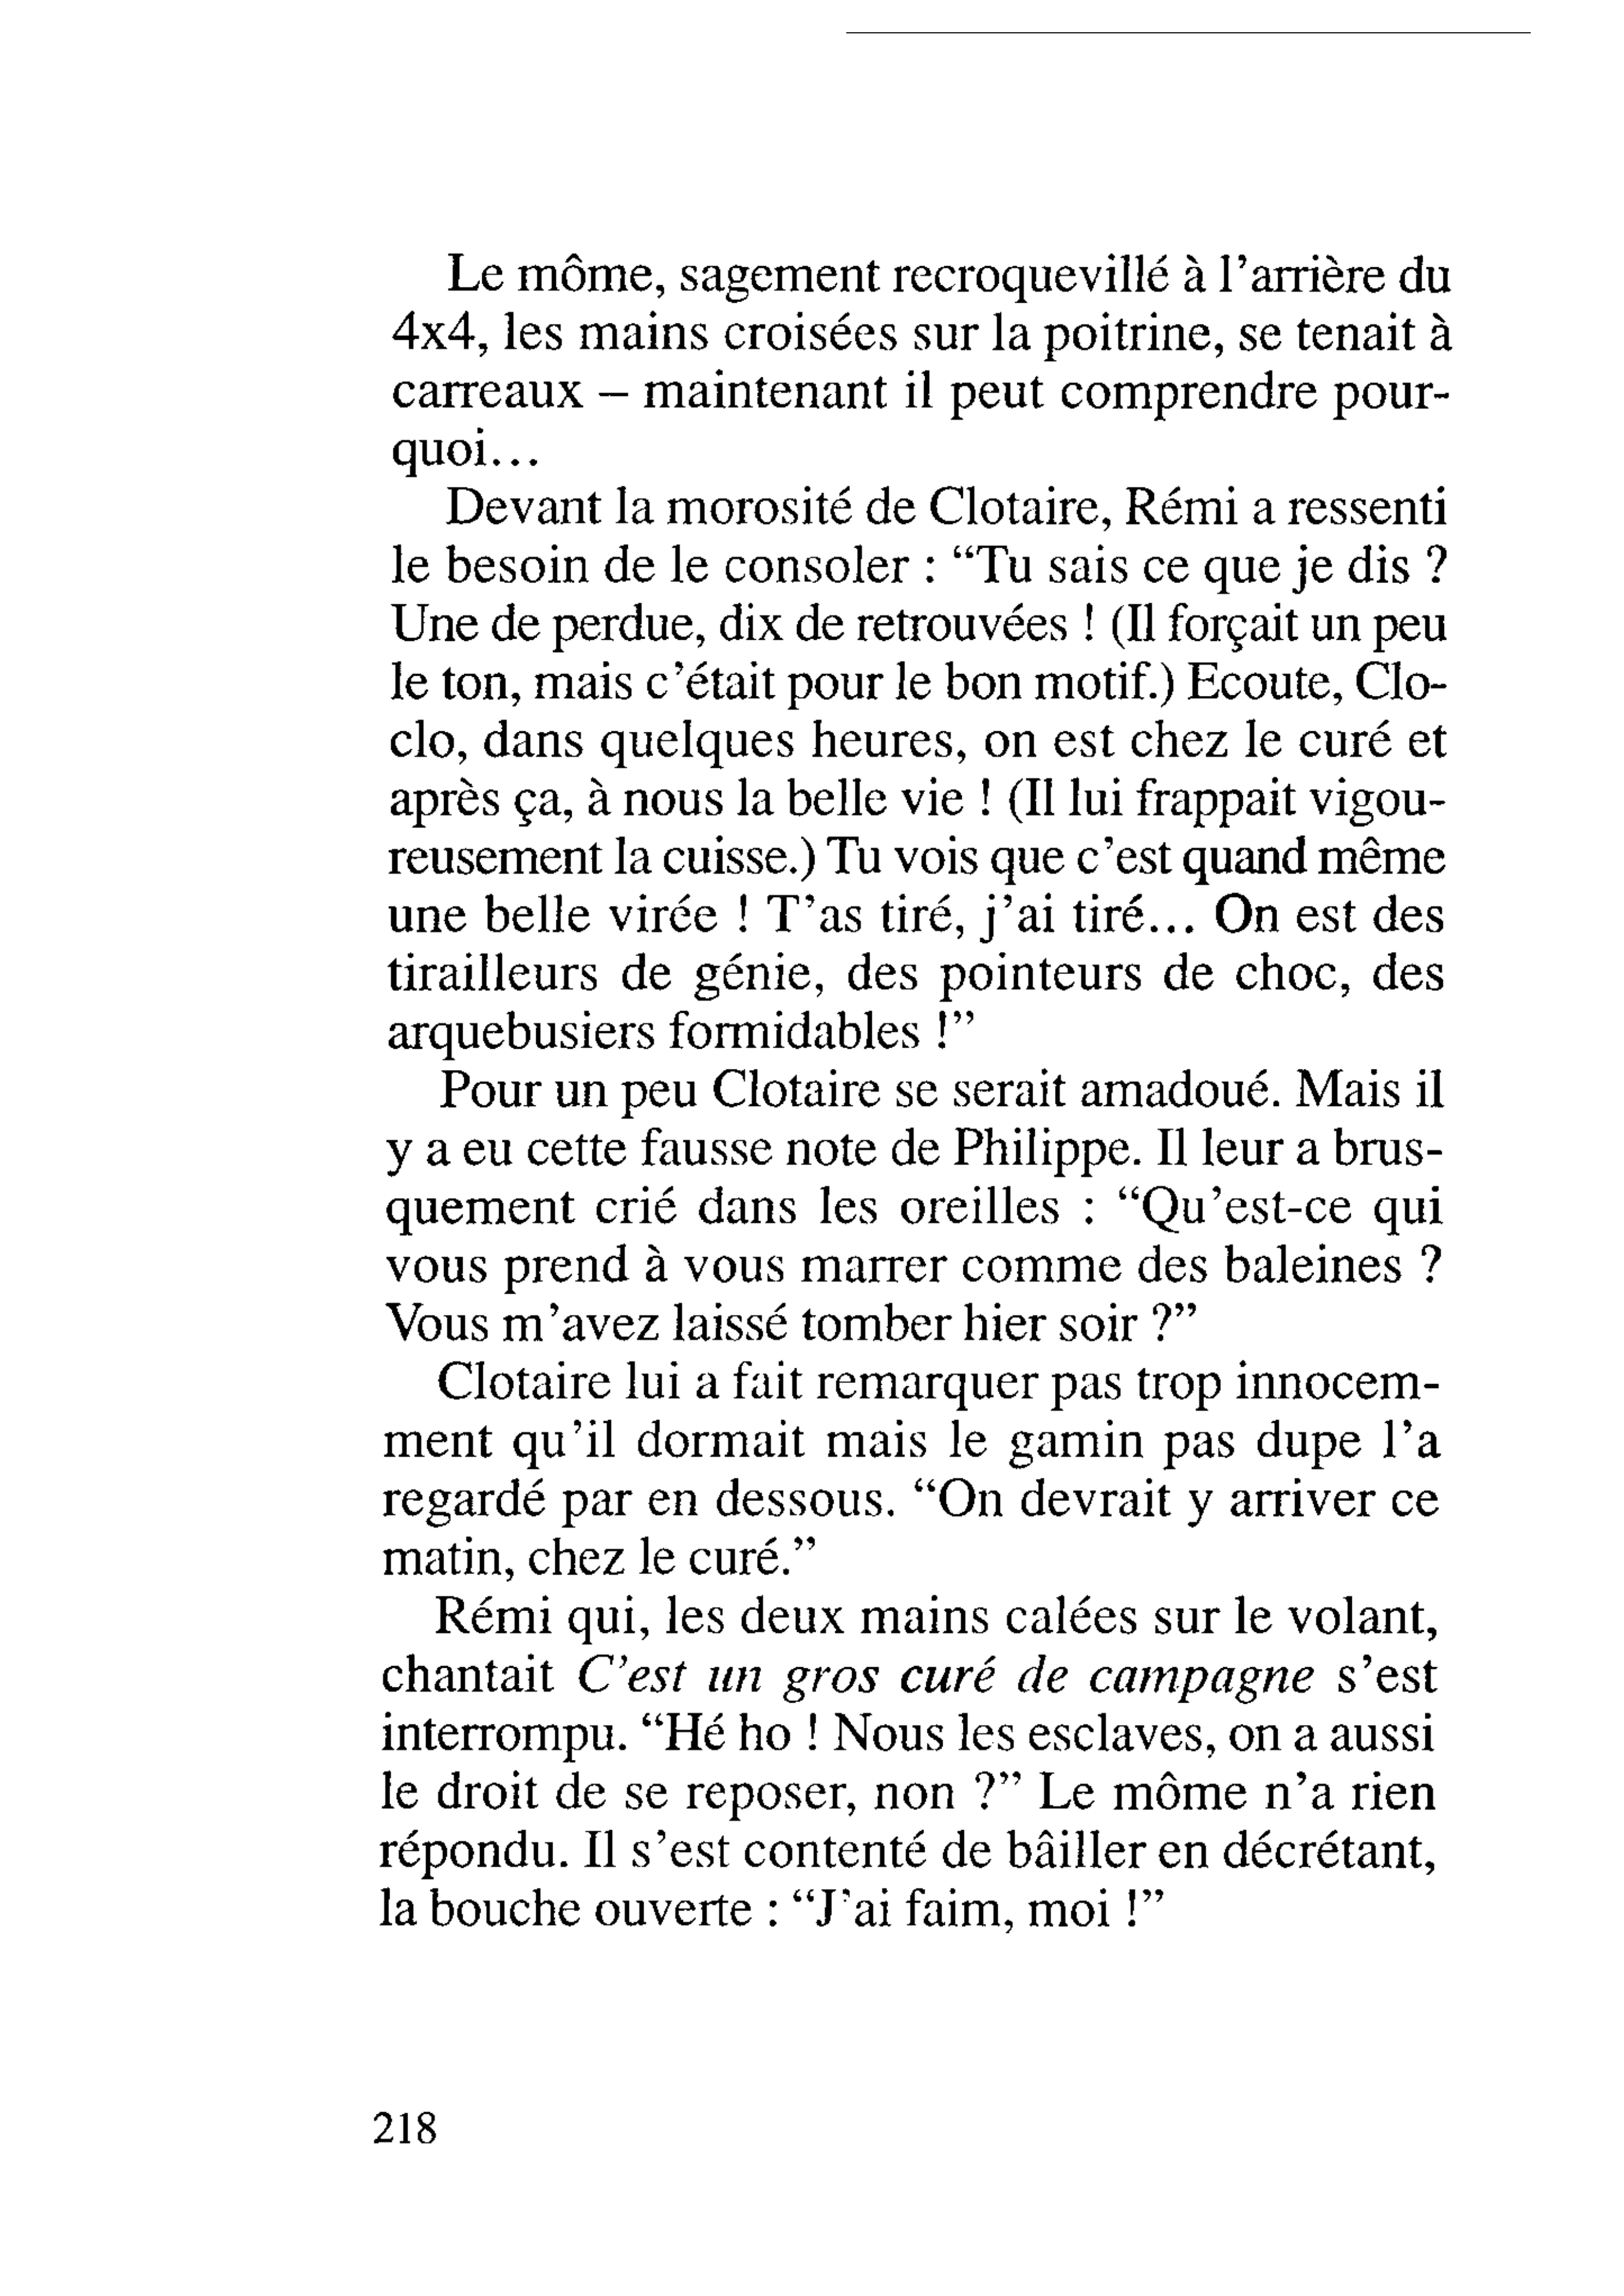 Le môme, sagement recroquevillé à l’arrière du
4x4, les mains croisées sur la poitrine, se tenait à
carreaux – maintenant il peut comprendre pour-
quoi…
Devant la morosité de Clotaire, Rémi a ressenti
le besoin de le consoler : “Tu sais ce que je dis ?
Une de perdue, dix de retrouvées ! (Il forçait un peu
le ton, mais c’était pour le bon motif.) Ecoute, Clo-
clo, dans quelques heures, on est chez le curé et
après ça, à nous la belle vie ! (Il lui frappait vigou-
reusement la cuisse.) Tu vois que c’est quand même
une belle virée ! T’as tiré, j’ai tiré… On est des
tirailleurs de génie, des pointeurs de choc, des
arquebusiers formidables !”
Pour un peu Clotaire se serait amadoué. Mais il
y a eu cette fausse note de Philippe. Il leur a brus-
quement crié dans les oreilles : “Qu’est-ce qui
vous prend à vous marrer comme des baleines ?
Vous m’avez laissé tomber hier soir ?”
Clotaire lui a fait remarquer pas trop innocem-
ment qu’il dormait mais le gamin pas dupe l’a
regardé par en dessous. “On devrait y arriver ce
matin, chez le curé.”
Rémi qui, les deux mains calées sur le volant,
chantait C’est un gros curé de campagne s’est
interrompu. “Hé ho ! Nous les esclaves, on a aussi
le droit de se reposer, non ?” Le môme n’a rien
répondu. Il s’est contenté de bâiller en décrétant,
la bouche ouverte : “J’ai faim, moi !”
218